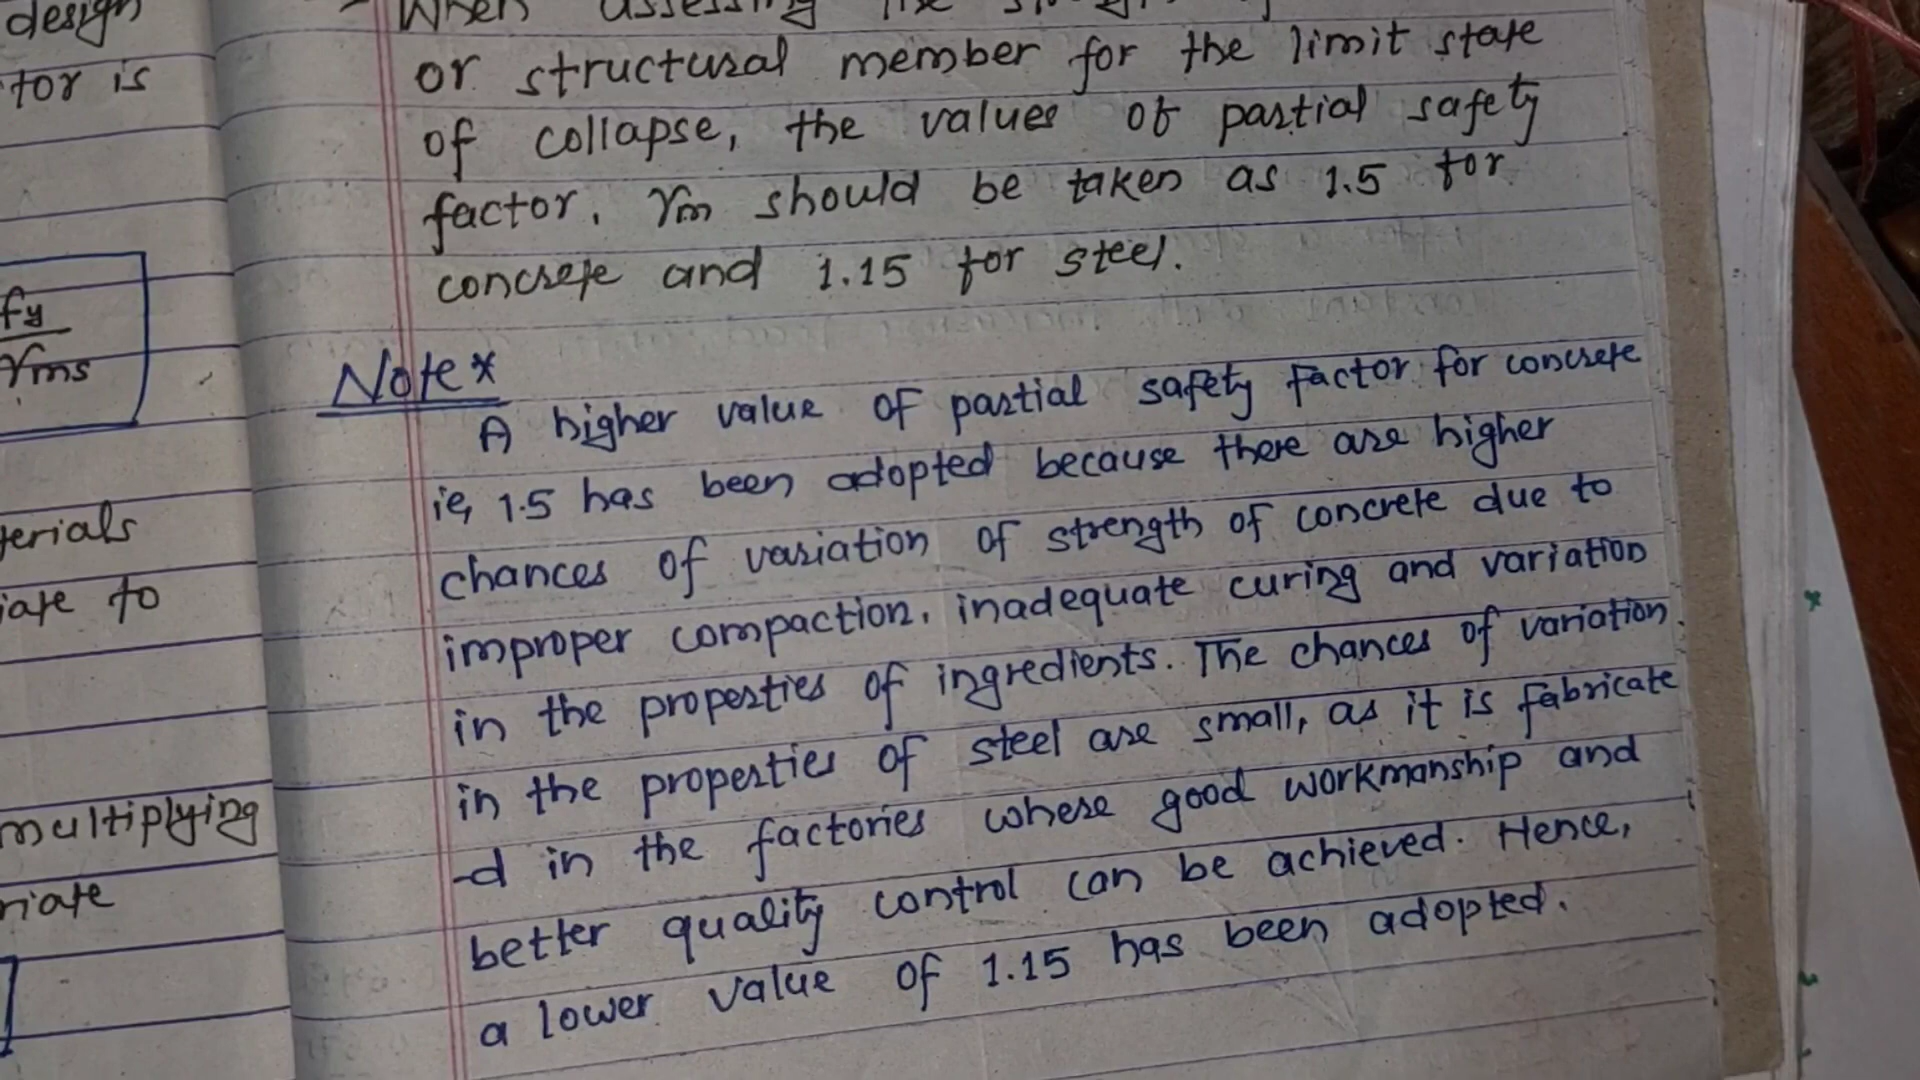 design
tor is
fy
γms
terials
iate to
multiplying
riate
When assessing the
or structural member for the limit state
of collapse, the values of partial safety
factor, γm should be taken as 1.5 for
concrete and 1.15 for steel.
Note*
A higher value of partial safety factor for concrete
ie, 1.5 has been adopted because there are higher
chances of variation of strength of concrete due to
improper compaction, inadequate curing and variation
in the properties of ingredients. The chances of variation
in the properties of steel are small, as it is fabricate
-d in the factories where good workmanship and
better quality control can be achieved. Hence,
a lower value of 1.15 has been adopted.